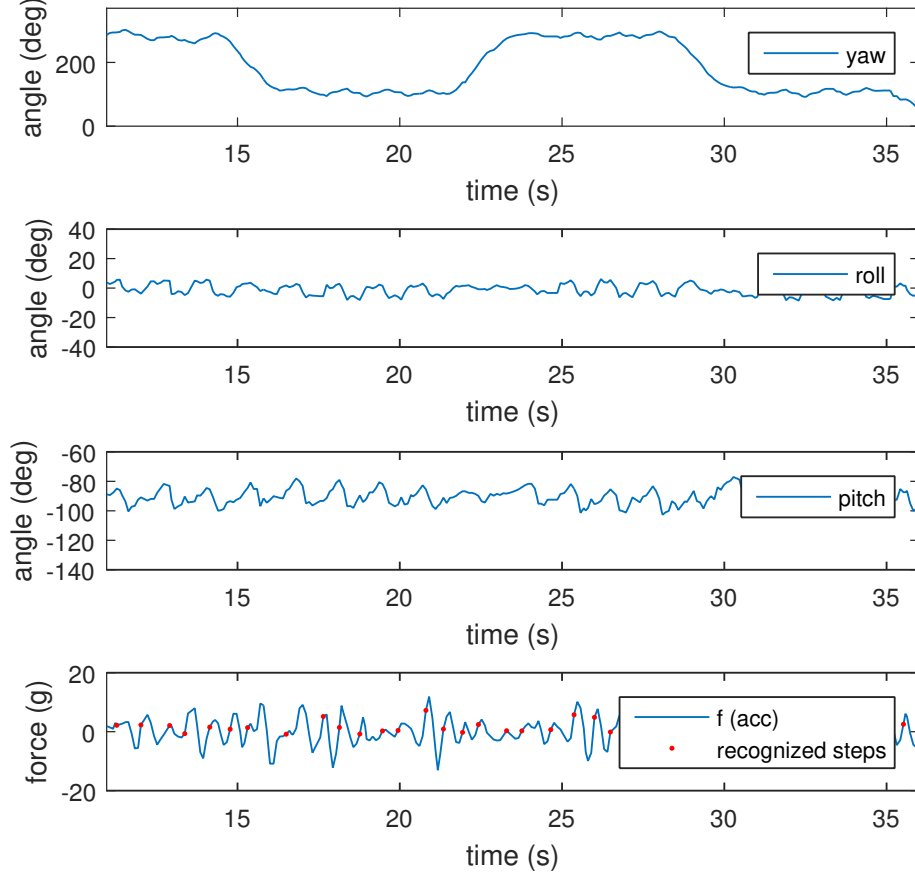 angle (deg)
200
0
yaw
15 20 25 30 35
time (s)
angle (deg)
40
20
0
-20
-40
roll
15 20 25 30 35
time (s)
angle (deg)
-60
-80
-100
-120
-140
pitch
15 20 25 30 35
time (s)
force (g)
20
0
-20
f (acc)
recognized steps
15 20 25 30 35
time (s)